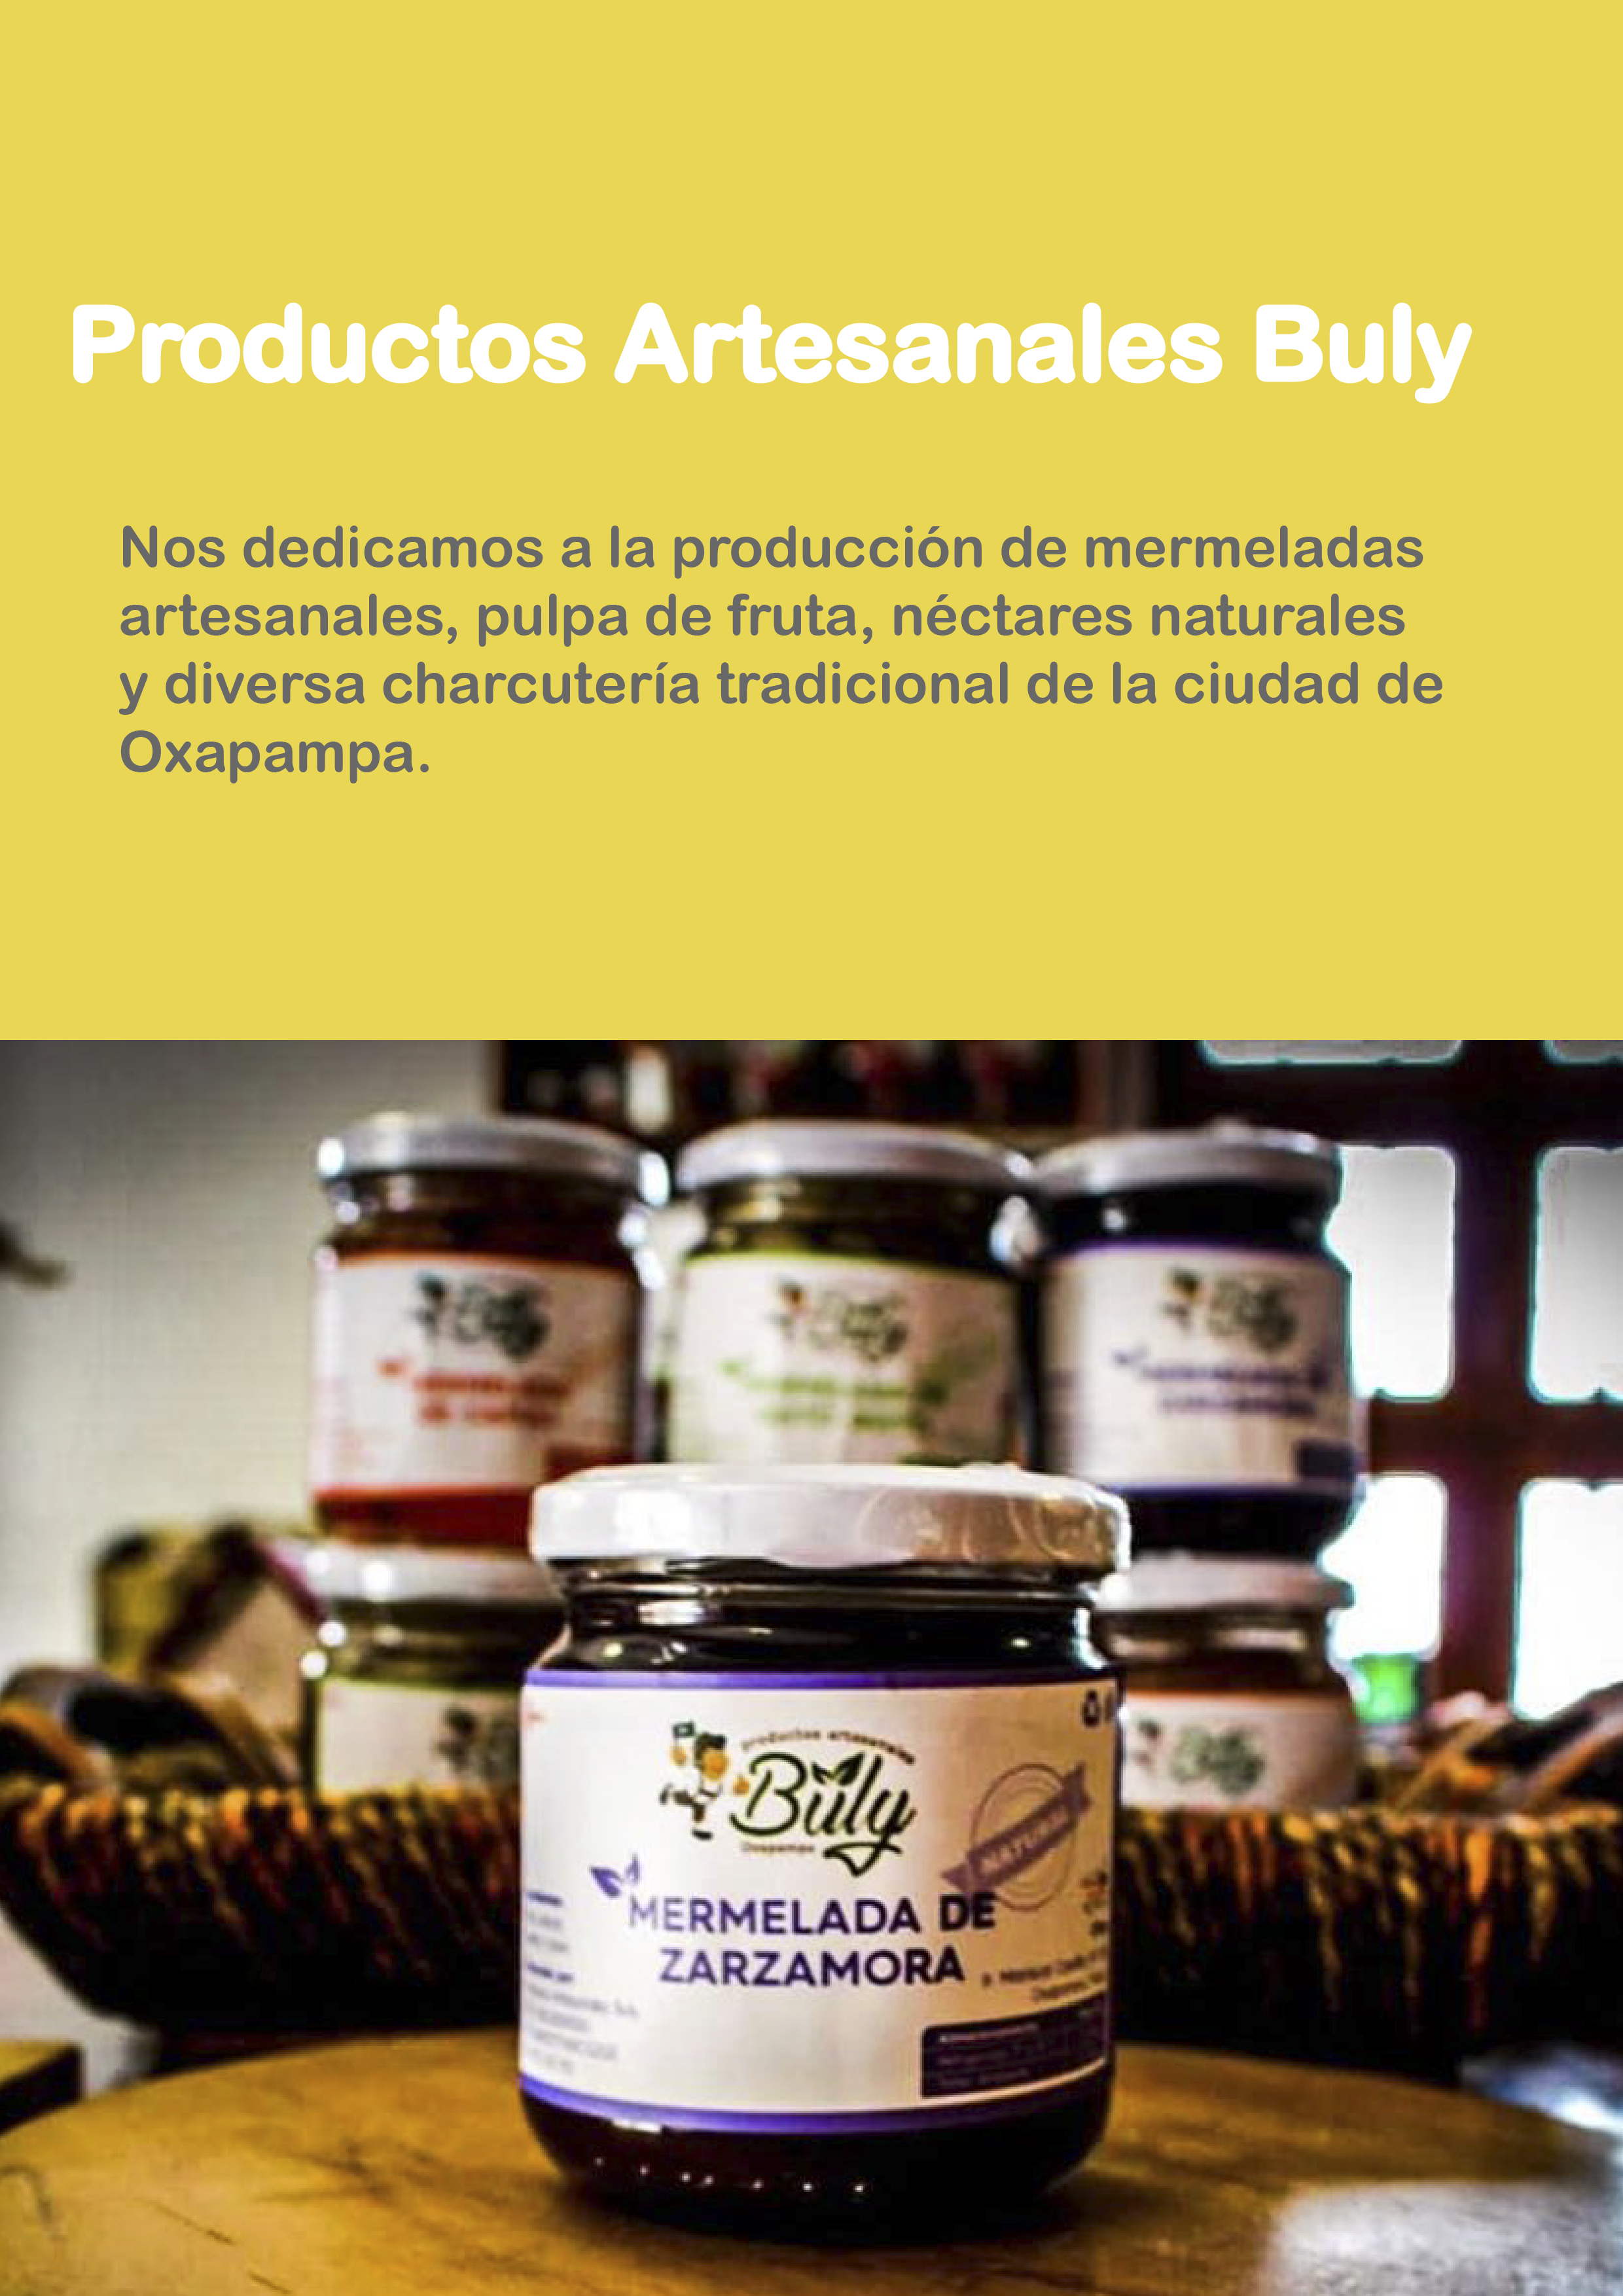 Productos Artesanales Buly
Nos dedicamos a la producción de mermeladas
artesanales, pulpa de fruta, néctares naturales
y diversa charcutería tradicional de la ciudad de
Oxapampa.
productos artesanales
Buly
Oxapampa
NATURAL
MERMELADA DE
ZARZAMORA